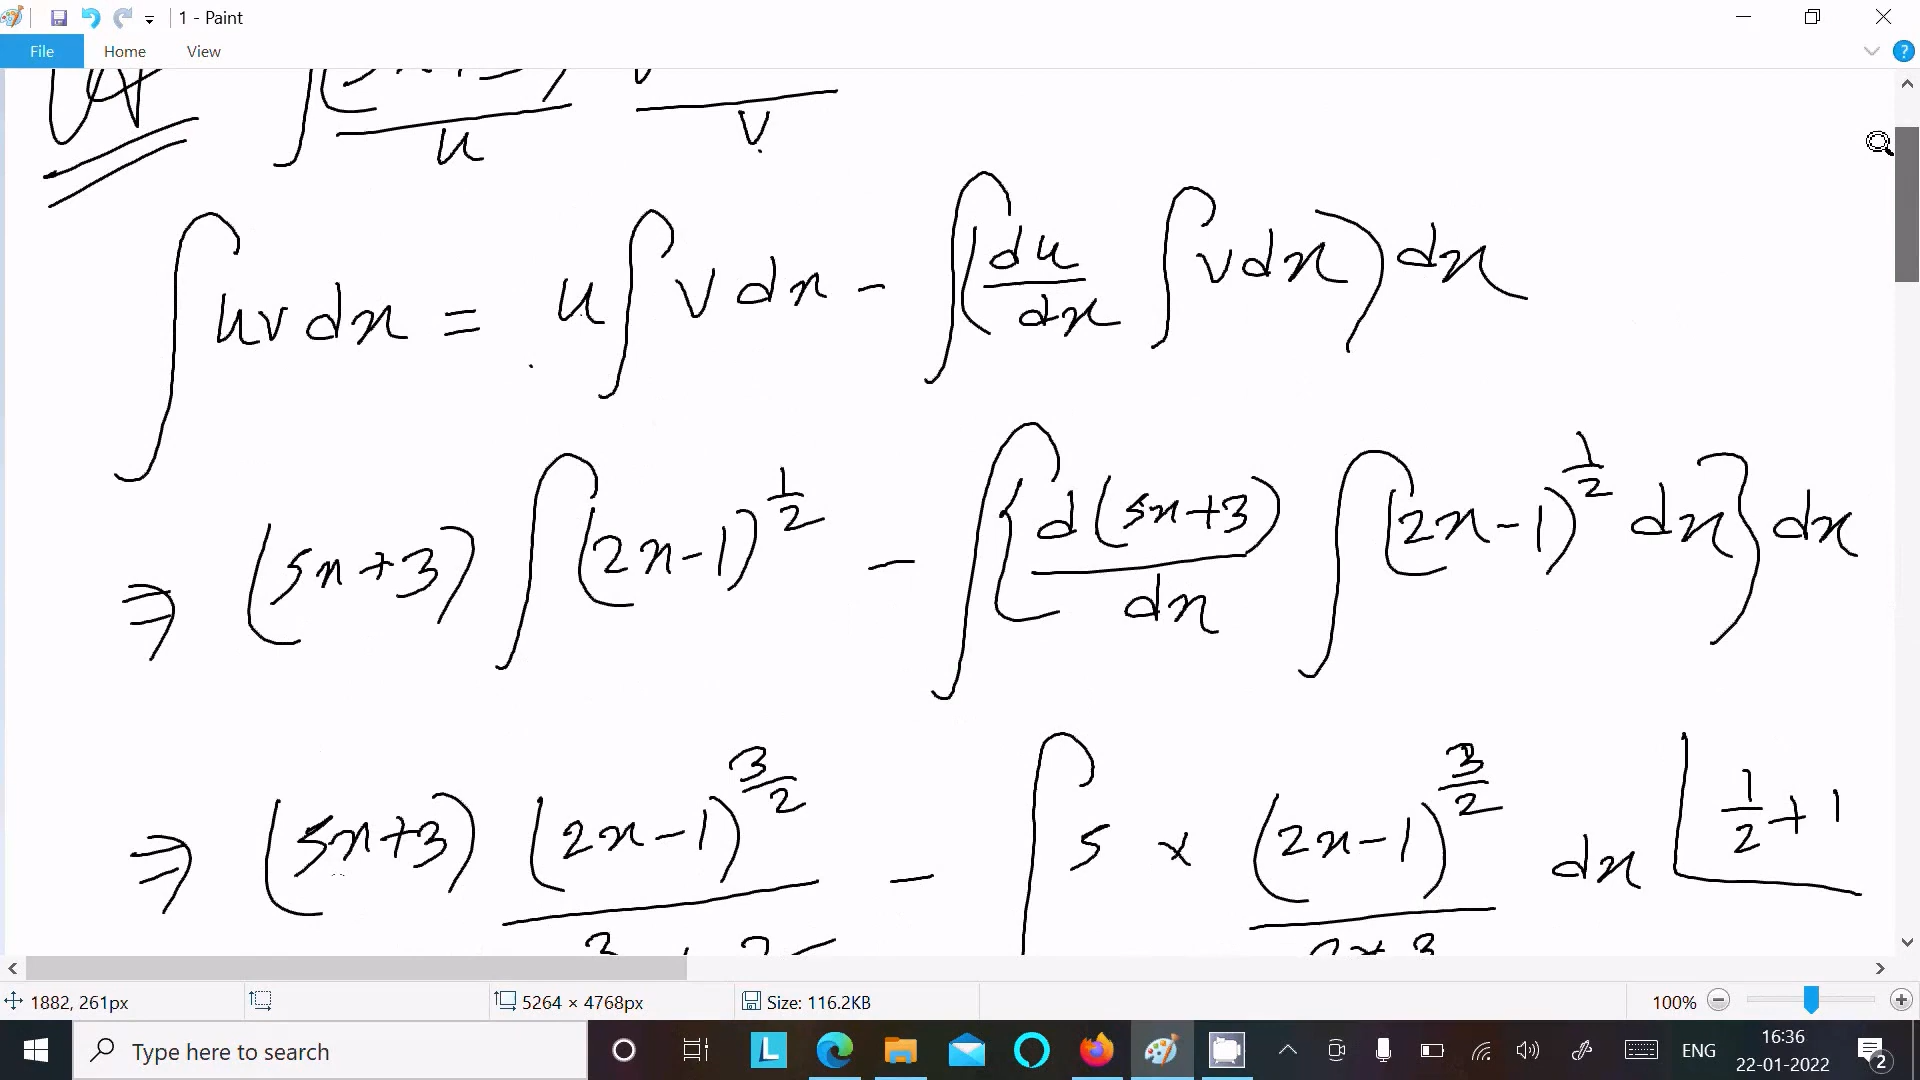 1 - Paint
File Home View
u v
∫ uv dx = u ∫ v dx - ∫ (du/dx ∫ v dx) dx
⇒ (5x+3) ∫ (2x-1)^1/2 - ∫ {d(5x+3)/dx ∫ (2x-1)^1/2 dx} dx
⇒ (5x+3) (2x-1)^3/2 - ∫ 5 × (2x-1)^3/2 dx 1/2 + 1
1882, 261px 5264 × 4768px Size: 116.2KB 100%
Type here to search
L
ENG
16:36
22-01-2022
2